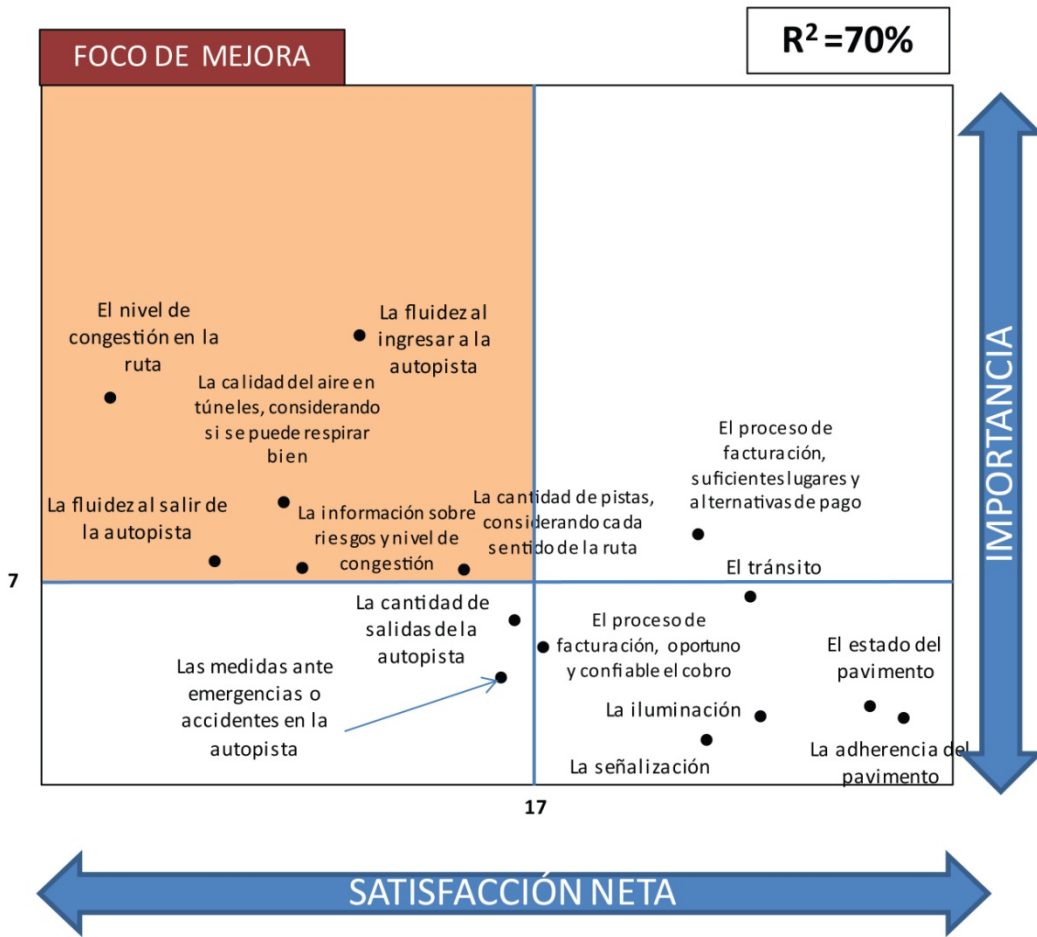 FOCO DE MEJORA
R² =70%
El nivel de
congestión en la
ruta
La fluidez al
ingresar a la
autopista
La calidad del aire en
túneles, considerando
si se puede respirar
bien
El proceso de
facturación,
suficientes lugares y
alternativas de pago
La fluidez al salir de
la autopista
La información sobre
riesgos y nivel de
congestión
La cantidad de pistas,
considerando cada
sentido de la ruta
El tránsito
7
La cantidad de
salidas de la
autopista
El proceso de
facturación, oportuno
y confiable el cobro
Las medidas ante
emergencias o
accidentes en la
autopista
El estado del
pavimento
La iluminación
La señalización
La adherencia del
pavimento
17
IMPORTANCIA
SATISFACCIÓN NETA